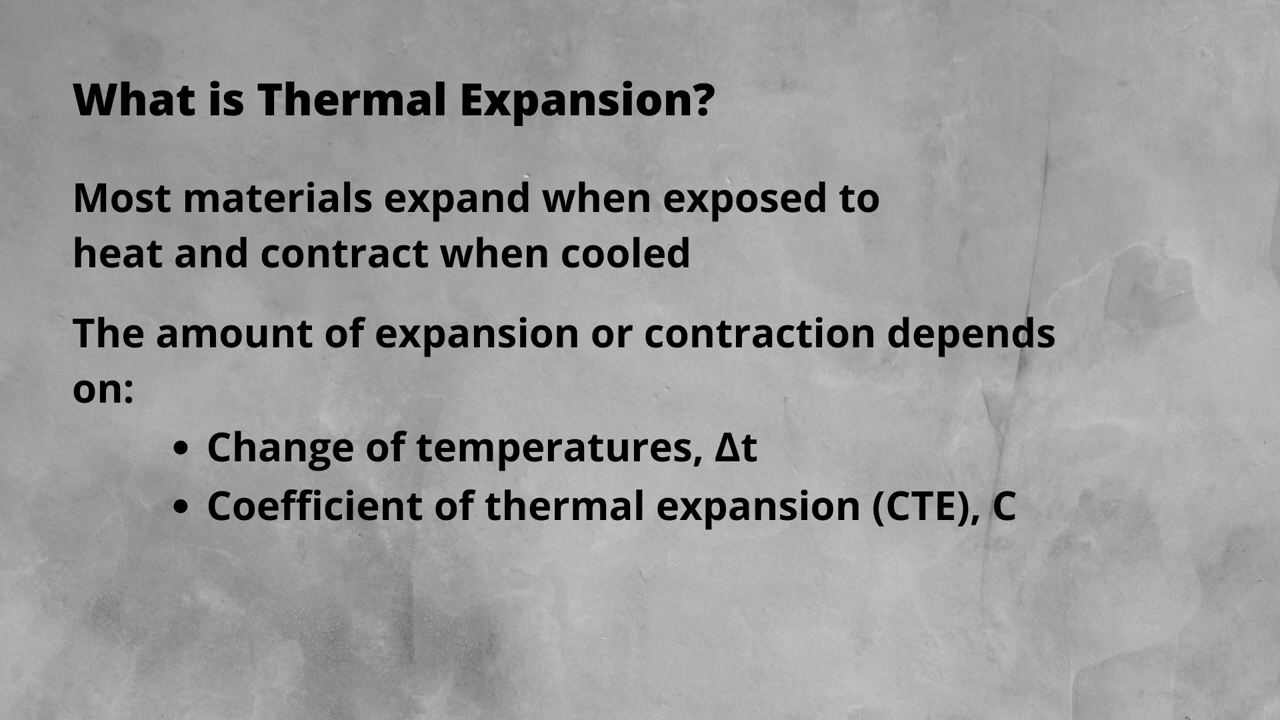 What is Thermal Expansion?
Most materials expand when exposed to
heat and contract when cooled
The amount of expansion or contraction depends
on:
• Change of temperatures, Δt
• Coefficient of thermal expansion (CTE), C